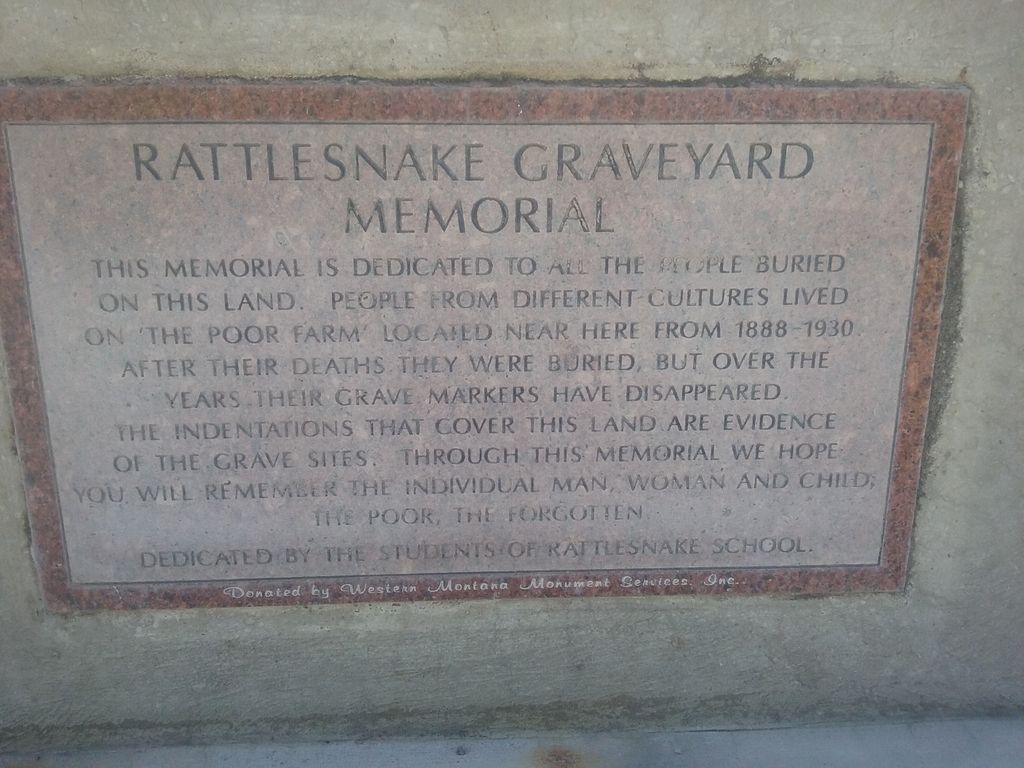 RATTLESNAKE GRAVEYARD
MEMORIAL
THIS MEMORIAL IS DEDICATED TO ALL THE PEOPLE BURIED
ON THIS LAND. PEOPLE FROM DIFFERENT CULTURES LIVED
ON 'THE POOR FARM' LOCATED NEAR HERE FROM 1888-1930.
AFTER THEIR DEATHS THEY WERE BURIED, BUT OVER THE
YEARS THEIR GRAVE MARKERS HAVE DISAPPEARED.
THE INDENTATIONS THAT COVER THIS LAND ARE EVIDENCE
OF THE GRAVE SITES. THROUGH THIS MEMORIAL WE HOPE
YOU WILL REMEMBER THE INDIVIDUAL MAN, WOMAN AND CHILD;
THE POOR, THE FORGOTTEN.
DEDICATED BY THE STUDENTS OF RATTLESNAKE SCHOOL.
Donated by Western Montana Monument Services, Inc.